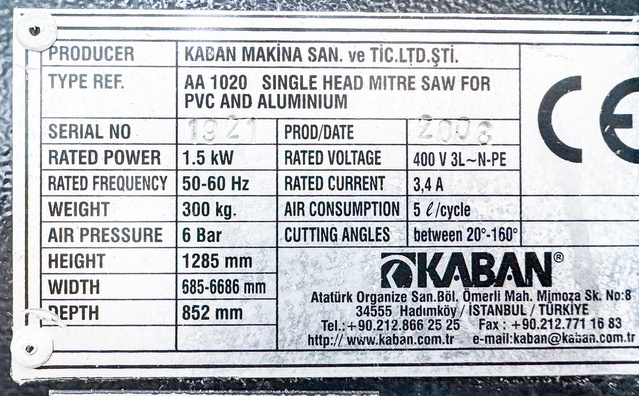 PRODUCER KABAN MAKİNA SAN. ve TİC.LTD.ŞTİ.
TYPE REF. AA 1020 SINGLE HEAD MITRE SAW FOR
PVC AND ALUMINIUM
SERIAL NO 1921 PROD/DATE 2008
RATED POWER 1.5 kW RATED VOLTAGE 400 V 3L~N-PE
RATED FREQUENCY 50-60 Hz RATED CURRENT 3,4 A
WEIGHT 300 kg. AIR CONSUMPTION 5 ℓ/cycle
AIR PRESSURE 6 Bar CUTTING ANGLES between 20°-160°
HEIGHT 1285 mm
WIDTH 685-6686 mm
DEPTH 852 mm
CE
KABAN®
Atatürk Organize San.Böl. Ömerli Mah. Mimoza Sk. No:8
34555 Hadımköy / İSTANBUL / TÜRKİYE
Tel.: +90.212.866 25 25 Fax : +90.212.771 16 83
http:// www.kaban.com.tr e-mail:kaban@kaban.com.tr